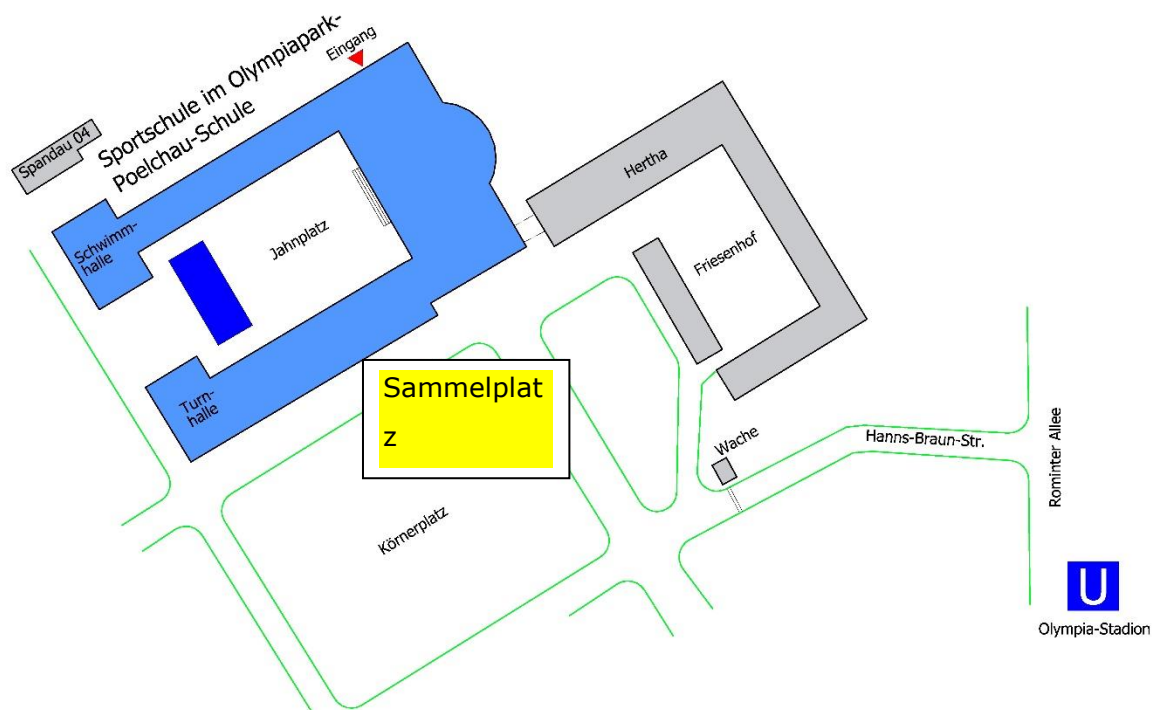 Eingang
Sportschule im Olympiapark-
Poelchau-Schule
Spandau 04
Schwimm-
halle
Jahnplatz
Hertha
Friesenhof
Turn-
halle
Sammelplat
z
Wache
Hanns-Braun-Str.
Rominter Allee
Körnerplatz
U
Olympia-Stadion